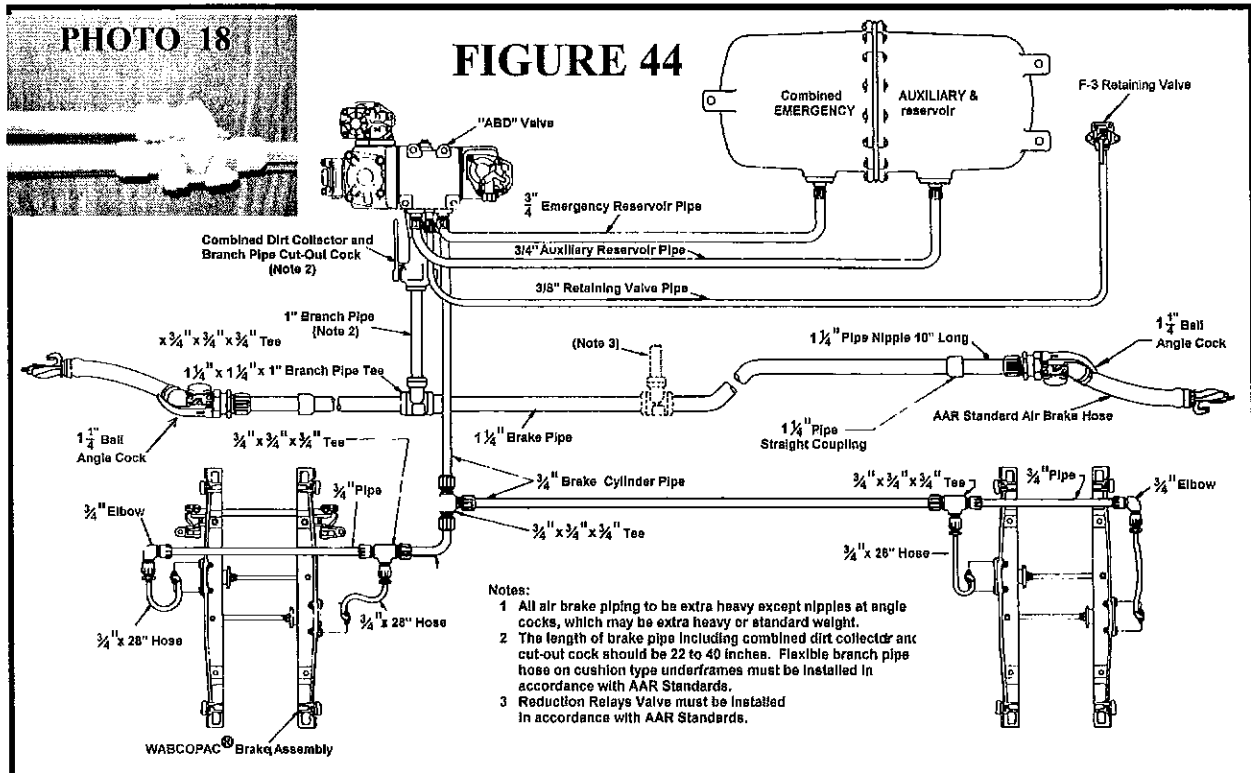 PHOTO 18
FIGURE 44
Combined
EMERGENCY
AUXILIARY &
reservoir
F-3 Retaining Valve
"ABD" Valve
3/4" Emergency Reservoir Pipe
Combined Dirt Collector and
Branch Pipe Cut-Out Cock
(Note 2)
3/4" Auxiliary Reservoir Pipe
3/8" Retaining Valve Pipe
1" Branch Pipe
(Note 2)
x 3/4" x 3/4" x 3/4" Tee
1 1/4" x 1 1/4" x 1" Branch Pipe Tee
(Note 3)
1 1/4" Pipe Nipple 10" Long
1 1/4" Ball
Angle Cock
AAR Standard Air Brake Hose
1 1/4" Ball
Angle Cock
3/4" x 3/4" x 3/4" Tee
1 1/4" Brake Pipe
1 1/4" Pipe
Straight Coupling
3/4" Elbow
3/4" Pipe
3/4" Brake Cylinder Pipe
3/4" x 3/4" x 3/4" Tee
3/4" x 3/4" x 3/4" Tee
3/4" Pipe
3/4" Elbow
3/4" x 28" Hose
3/4" x 28" Hose
3/4" x 28" Hose
Notes:
1 All air brake piping to be extra heavy except nipples at angle
cocks, which may be extra heavy or standard weight.
2 The length of brake pipe including combined dirt collector and
cut-out cock should be 22 to 40 inches. Flexible branch pipe
hose on cushion type underframes must be installed in
accordance with AAR Standards.
3 Reduction Relays Valve must be installed
in accordance with AAR Standards.
WABCOPAC® Brake Assembly